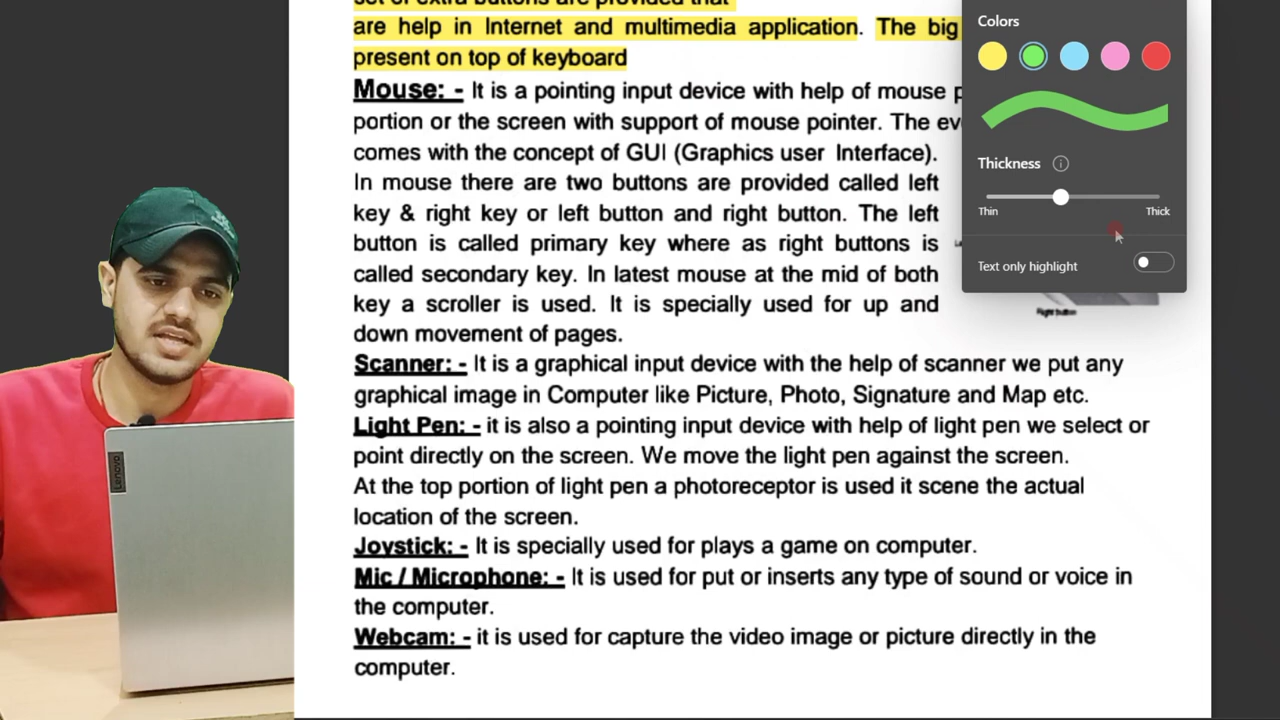 set of extra buttons are provided that
are help in Internet and multimedia application. The big
present on top of keyboard
Mouse: - It is a pointing input device with help of mouse p
portion or the screen with support of mouse pointer. The eve
comes with the concept of GUI (Graphics user Interface).
In mouse there are two buttons are provided called left
key & right key or left button and right button. The left
button is called primary key where as right buttons is
called secondary key. In latest mouse at the mid of both
key a scroller is used. It is specially used for up and
down movement of pages.
Right button
Scanner: - It is a graphical input device with the help of scanner we put any
graphical image in Computer like Picture, Photo, Signature and Map etc.
Light Pen: - it is also a pointing input device with help of light pen we select or
point directly on the screen. We move the light pen against the screen.
At the top portion of light pen a photoreceptor is used it scene the actual
location of the screen.
Joystick: - It is specially used for plays a game on computer.
Mic / Microphone: - It is used for put or inserts any type of sound or voice in
the computer.
Webcam: - it is used for capture the video image or picture directly in the
computer.
Colors
Thickness
Thin Thick
Text only highlight
Lenovo